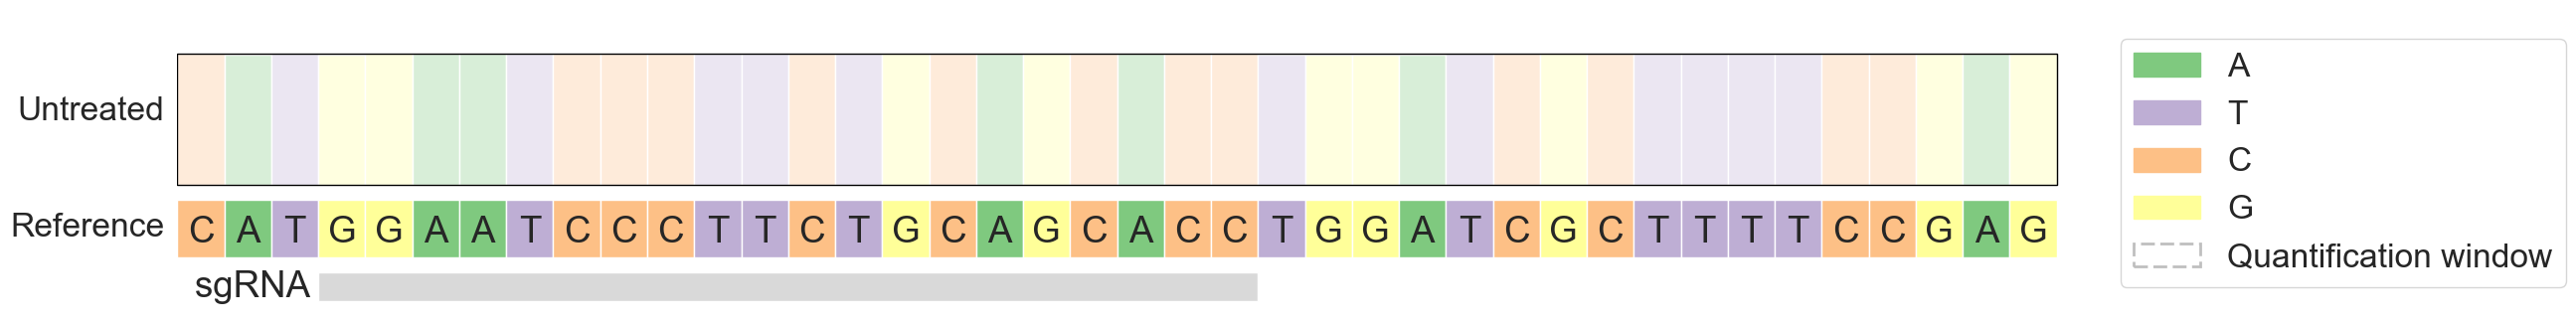 Untreated
Reference C A T G G A A T C C C T T C T G C A G C A C C T G G A T C G C T T T T C C G A G
sgRNA
A
T
C
G
Quantification window